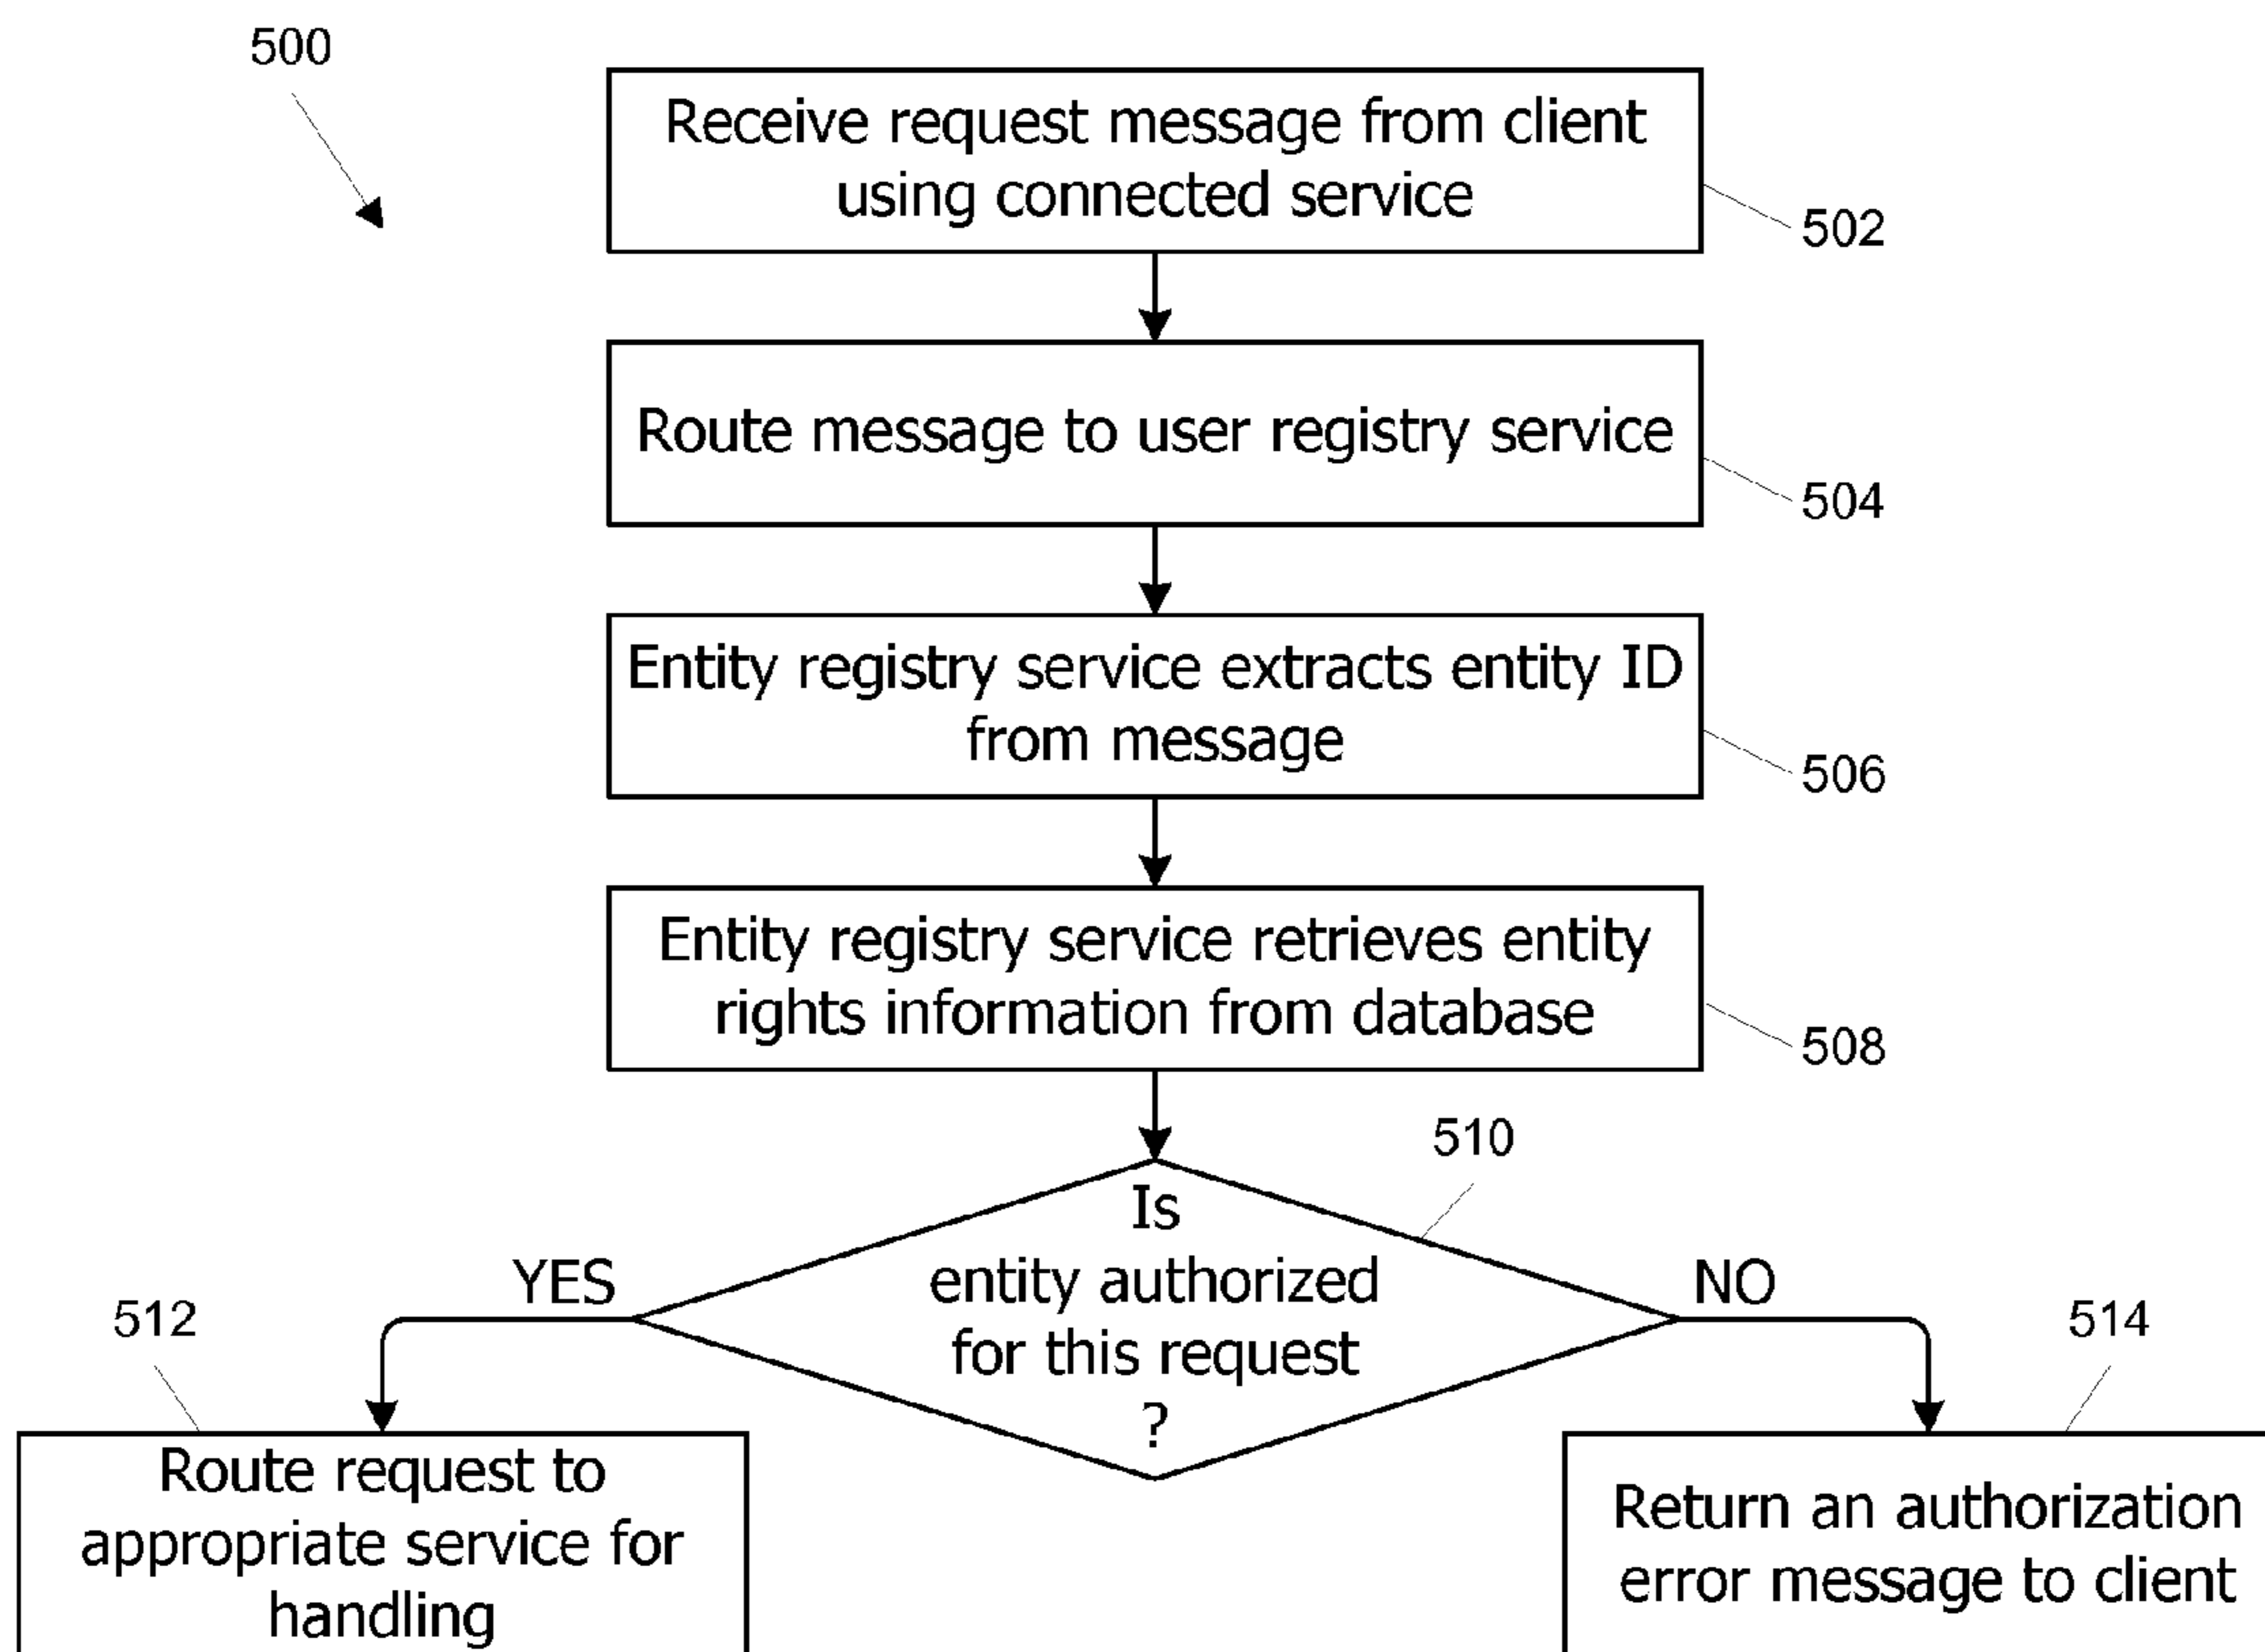 500
Receive request message from client
using connected service
502
Route message to user registry service
504
Entity registry service extracts entity ID
from message
506
Entity registry service retrieves entity
rights information from database
508
510
Is
entity authorized
for this request
?
YES
NO
512
514
Route request to
appropriate service for
handling
Return an authorization
error message to client